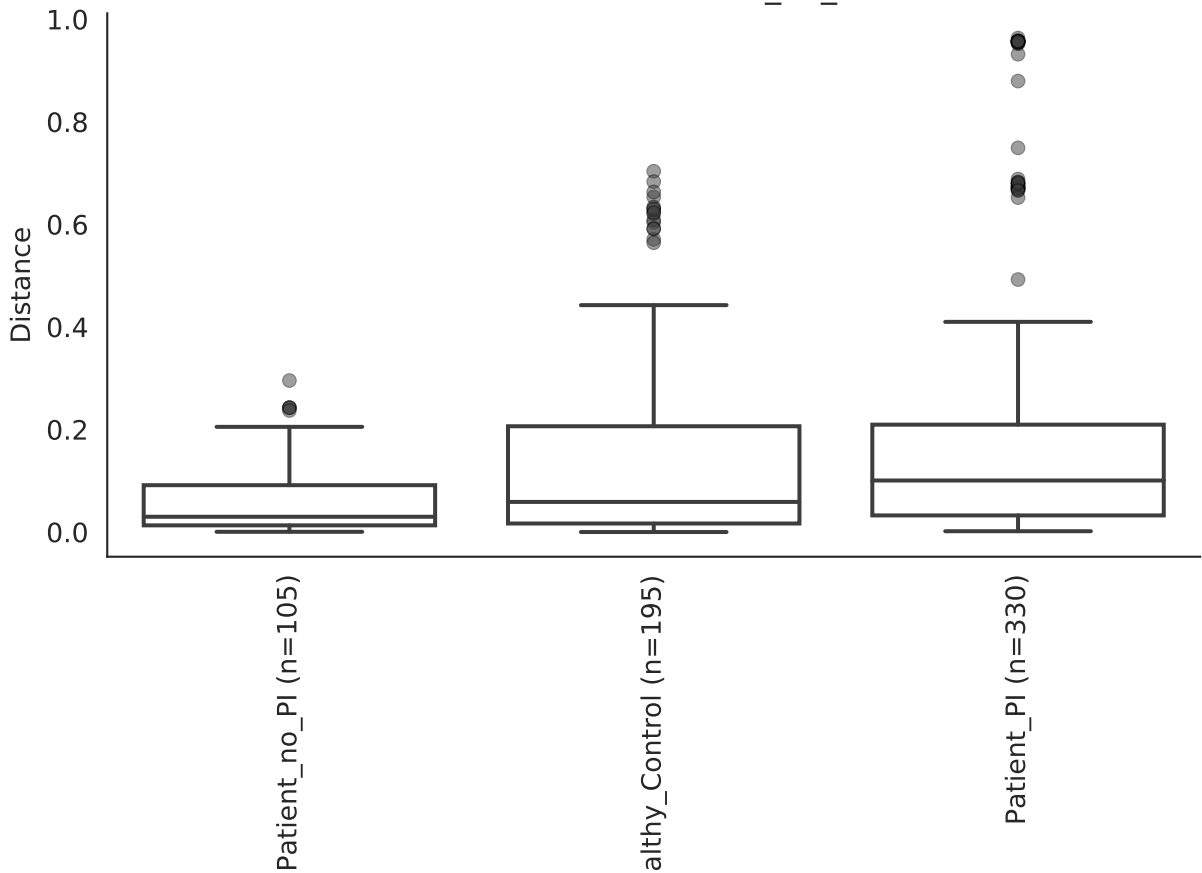 1.0
0.8
0.6
0.4
0.2
0.0
Distance
Patient_no_PI (n=105)
althy_Control (n=195)
Patient_PI (n=330)